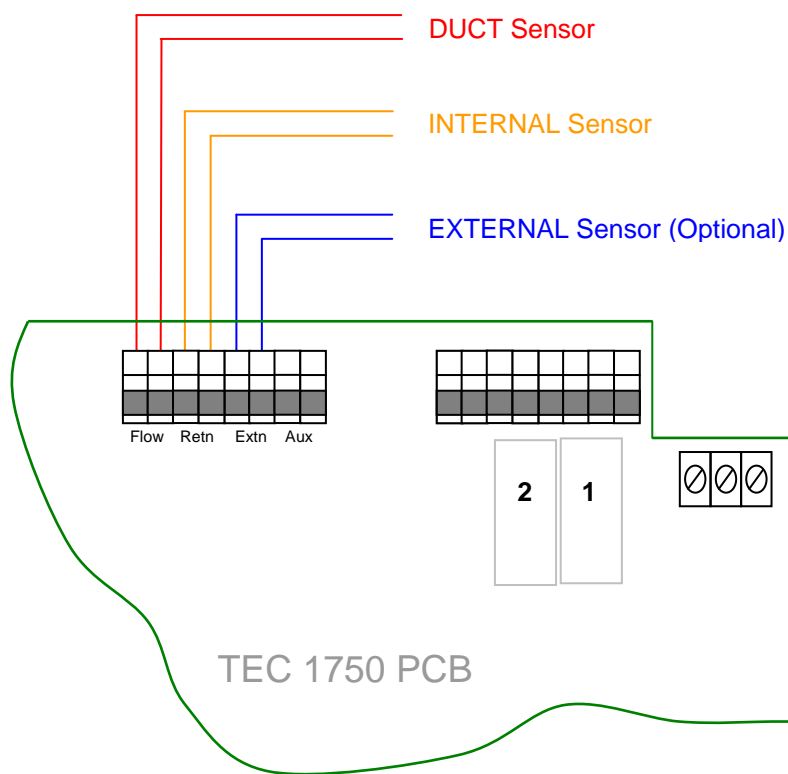 DUCT Sensor
INTERNAL Sensor
EXTERNAL Sensor (Optional)
Flow Retn Extn Aux
2 1
TEC 1750 PCB